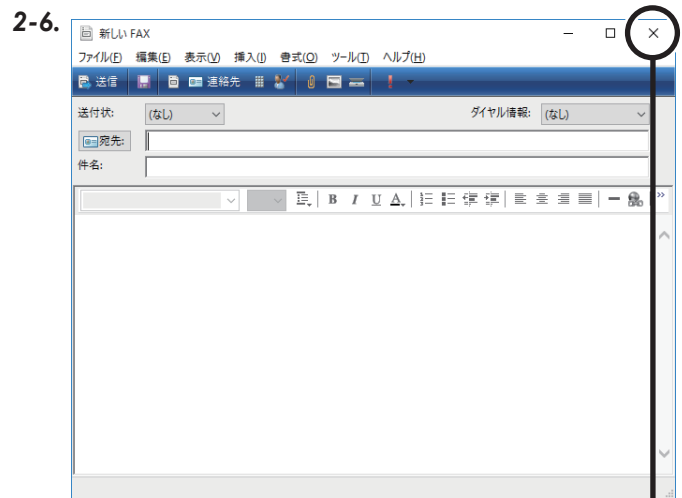 2-6.
新しい FAX
ファイル(F) 編集(E) 表示(V) 挿入(I) 書式(O) ツール(T) ヘルプ(H)
送信 連絡先
送付状: (なし) ダイヤル情報: (なし)
宛先:
件名:
B I U A